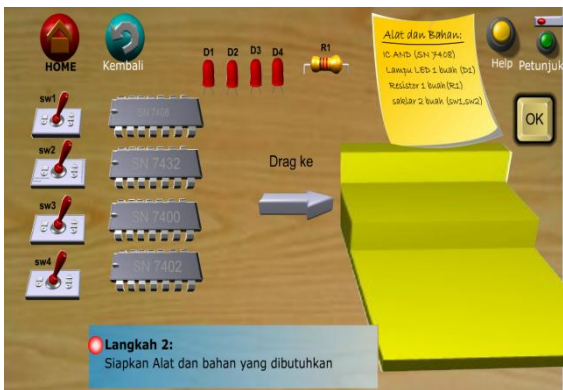 HOME
Kembali
D1 D2 D3 D4
R1
Alat dan Bahan:
IC AND (SN 7408)
Lampu LED 1 buah (D1)
Resistor 1 buah (R1)
saklar 2 buah (sw1,sw2)
Help
Petunjuk
OK
sw1
SN 7408
sw2
SN 7432
Drag ke
sw3
SN 7400
sw4
SN 7402
Langkah 2:
Siapkan Alat dan bahan yang dibutuhkan